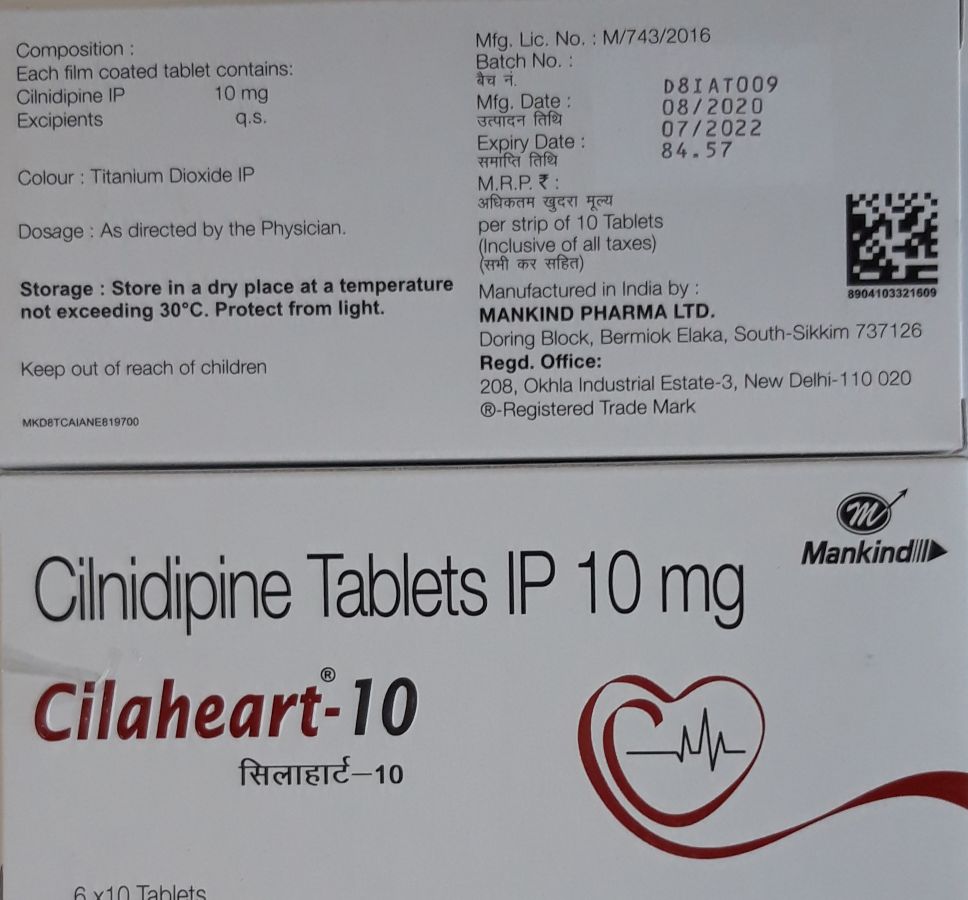 Composition :
Each film coated tablet contains:
Cilnidipine IP 10 mg
Excipients q.s.
Colour : Titanium Dioxide IP
Dosage : As directed by the Physician.
Storage : Store in a dry place at a temperature
not exceeding 30°C. Protect from light.
Keep out of reach of children
MKD8TCAIANE819700
Mfg. Lic. No. : M/743/2016
Batch No. :
बैच नं.
D8IAT009
Mfg. Date :
08/2020
उत्पादन तिथि
07/2022
Expiry Date :
84.57
समाप्ति तिथि
M.R.P. ₹ :
अधिकतम खुदरा मूल्य
per strip of 10 Tablets
(Inclusive of all taxes)
(सभी कर सहित)
8904103321609
Manufactured in India by :
MANKIND PHARMA LTD.
Doring Block, Bermiok Elaka, South-Sikkim 737126
Regd. Office:
208, Okhla Industrial Estate-3, New Delhi-110 020
®-Registered Trade Mark
m
Mankind
Cilnidipine Tablets IP 10 mg
Cilaheart®-10
सिलाहार्ट–10
6 x10 Tablets